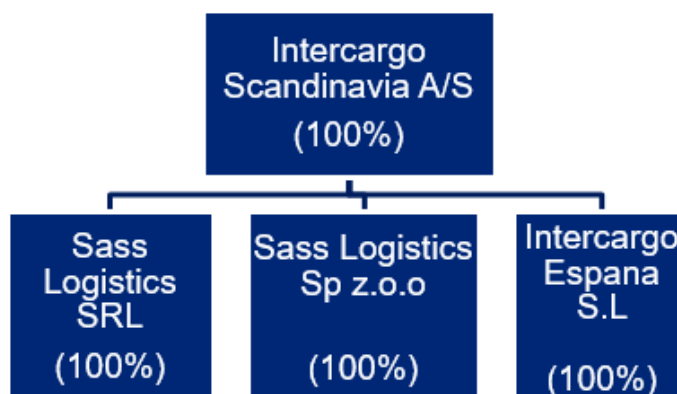 Intercargo
Scandinavia A/S
(100%)
Sass
Logistics
SRL
(100%)
Sass Logistics
Sp z.o.o
(100%)
Intercargo
Espana
S.L
(100%)